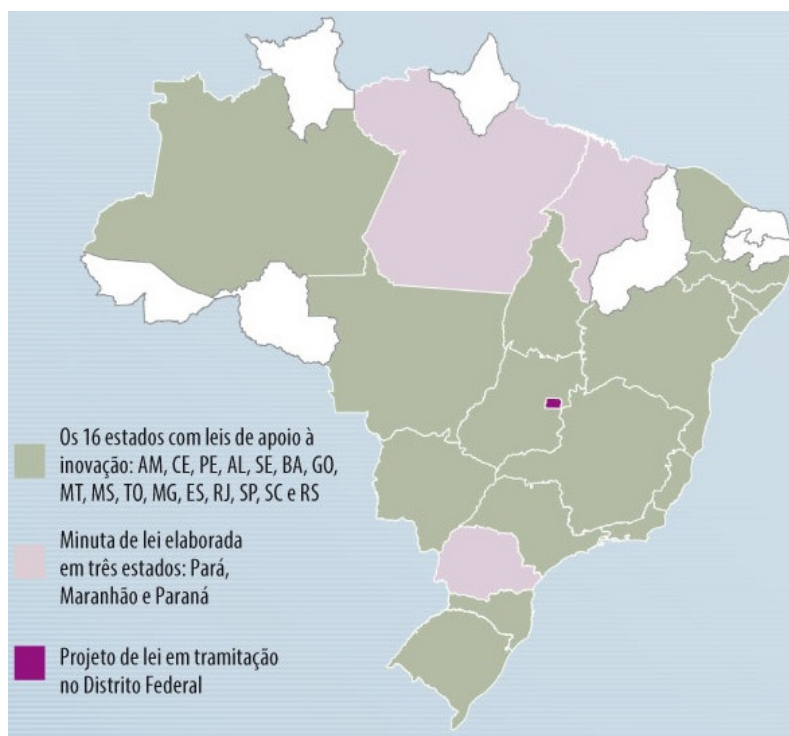 Os 16 estados com leis de apoio à
inovação: AM, CE, PE, AL, SE, BA, GO,
MT, MS, TO, MG, ES, RJ, SP, SC e RS
Minuta de lei elaborada
em três estados: Pará,
Maranhão e Paraná
Projeto de lei em tramitação
no Distrito Federal